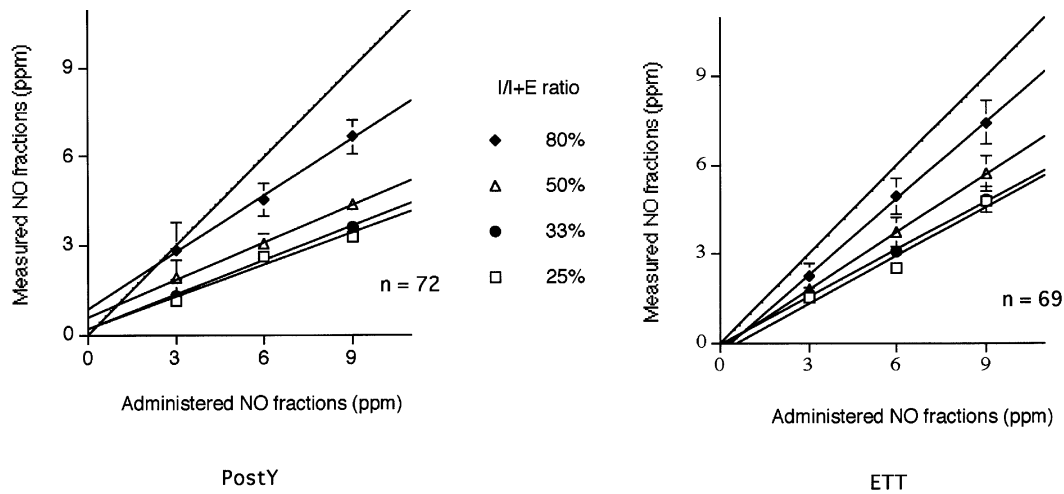 Measured NO fractions (ppm)
9
6
3
0
0 3 6 9
Administered NO fractions (ppm)
n = 72
PostY
I/I+E ratio
80%
50%
33%
25%
Measured NO fractions (ppm)
9
6
3
0
0 3 6 9
Administered NO fractions (ppm)
n = 69
ETT